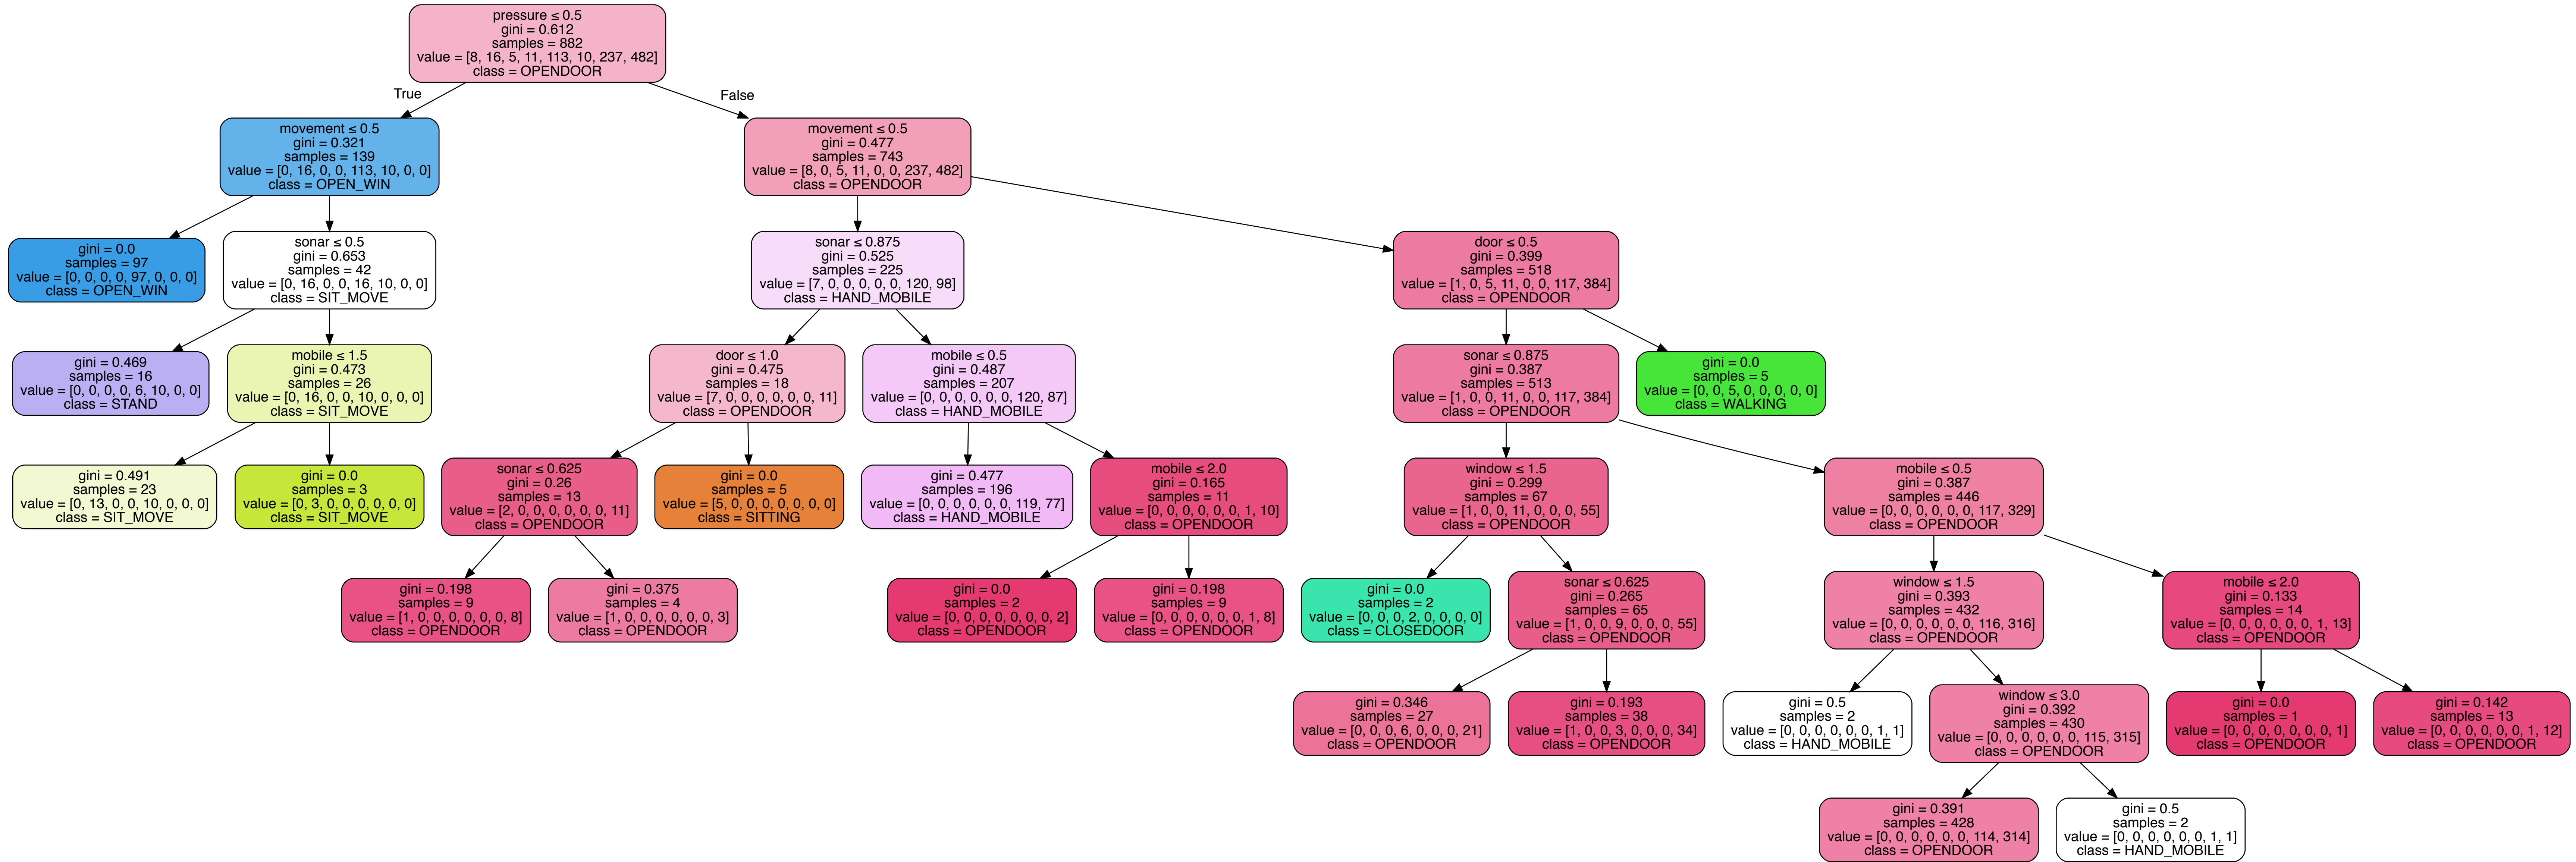 pressure ≤ 0.5
gini = 0.612
samples = 882
value = [8, 16, 5, 11, 113, 10, 237, 482]
class = OPENDOOR
True
False
movement ≤ 0.5
gini = 0.321
samples = 139
value = [0, 16, 0, 0, 113, 10, 0, 0]
class = OPEN_WIN
movement ≤ 0.5
gini = 0.477
samples = 743
value = [8, 0, 5, 11, 0, 0, 237, 482]
class = OPENDOOR
gini = 0.0
samples = 97
value = [0, 0, 0, 0, 97, 0, 0, 0]
class = OPEN_WIN
sonar ≤ 0.5
gini = 0.653
samples = 42
value = [0, 16, 0, 0, 16, 10, 0, 0]
class = SIT_MOVE
sonar ≤ 0.875
gini = 0.525
samples = 225
value = [7, 0, 0, 0, 0, 0, 120, 98]
class = HAND_MOBILE
door ≤ 0.5
gini = 0.399
samples = 518
value = [1, 0, 5, 11, 0, 0, 117, 384]
class = OPENDOOR
gini = 0.469
samples = 16
value = [0, 0, 0, 0, 6, 10, 0, 0]
class = STAND
mobile ≤ 1.5
gini = 0.473
samples = 26
value = [0, 16, 0, 0, 10, 0, 0, 0]
class = SIT_MOVE
door ≤ 1.0
gini = 0.475
samples = 18
value = [7, 0, 0, 0, 0, 0, 0, 11]
class = OPENDOOR
mobile ≤ 0.5
gini = 0.487
samples = 207
value = [0, 0, 0, 0, 0, 0, 120, 87]
class = HAND_MOBILE
sonar ≤ 0.875
gini = 0.387
samples = 513
value = [1, 0, 0, 11, 0, 0, 117, 384]
class = OPENDOOR
gini = 0.0
samples = 5
value = [0, 0, 5, 0, 0, 0, 0, 0]
class = WALKING
gini = 0.491
samples = 23
value = [0, 13, 0, 0, 10, 0, 0, 0]
class = SIT_MOVE
gini = 0.0
samples = 3
value = [0, 3, 0, 0, 0, 0, 0, 0]
class = SIT_MOVE
sonar ≤ 0.625
gini = 0.26
samples = 13
value = [2, 0, 0, 0, 0, 0, 0, 11]
class = OPENDOOR
gini = 0.0
samples = 5
value = [5, 0, 0, 0, 0, 0, 0, 0]
class = SITTING
gini = 0.477
samples = 196
value = [0, 0, 0, 0, 0, 0, 119, 77]
class = HAND_MOBILE
mobile ≤ 2.0
gini = 0.165
samples = 11
value = [0, 0, 0, 0, 0, 0, 1, 10]
class = OPENDOOR
window ≤ 1.5
gini = 0.299
samples = 67
value = [1, 0, 0, 11, 0, 0, 0, 55]
class = OPENDOOR
mobile ≤ 0.5
gini = 0.387
samples = 446
value = [0, 0, 0, 0, 0, 0, 117, 329]
class = OPENDOOR
gini = 0.198
samples = 9
value = [1, 0, 0, 0, 0, 0, 0, 8]
class = OPENDOOR
gini = 0.375
samples = 4
value = [1, 0, 0, 0, 0, 0, 0, 3]
class = OPENDOOR
gini = 0.0
samples = 2
value = [0, 0, 0, 0, 0, 0, 0, 2]
class = OPENDOOR
gini = 0.198
samples = 9
value = [0, 0, 0, 0, 0, 0, 1, 8]
class = OPENDOOR
gini = 0.0
samples = 2
value = [0, 0, 0, 2, 0, 0, 0, 0]
class = CLOSEDOOR
sonar ≤ 0.625
gini = 0.265
samples = 65
value = [1, 0, 0, 9, 0, 0, 0, 55]
class = OPENDOOR
window ≤ 1.5
gini = 0.393
samples = 432
value = [0, 0, 0, 0, 0, 0, 116, 316]
class = OPENDOOR
mobile ≤ 2.0
gini = 0.133
samples = 14
value = [0, 0, 0, 0, 0, 0, 1, 13]
class = OPENDOOR
gini = 0.346
samples = 27
value = [0, 0, 0, 6, 0, 0, 0, 21]
class = OPENDOOR
gini = 0.193
samples = 38
value = [1, 0, 0, 3, 0, 0, 0, 34]
class = OPENDOOR
gini = 0.5
samples = 2
value = [0, 0, 0, 0, 0, 0, 1, 1]
class = HAND_MOBILE
window ≤ 3.0
gini = 0.392
samples = 430
value = [0, 0, 0, 0, 0, 0, 115, 315]
class = OPENDOOR
gini = 0.0
samples = 1
value = [0, 0, 0, 0, 0, 0, 0, 1]
class = OPENDOOR
gini = 0.142
samples = 13
value = [0, 0, 0, 0, 0, 0, 1, 12]
class = OPENDOOR
gini = 0.391
samples = 428
value = [0, 0, 0, 0, 0, 0, 114, 314]
class = OPENDOOR
gini = 0.5
samples = 2
value = [0, 0, 0, 0, 0, 0, 1, 1]
class = HAND_MOBILE